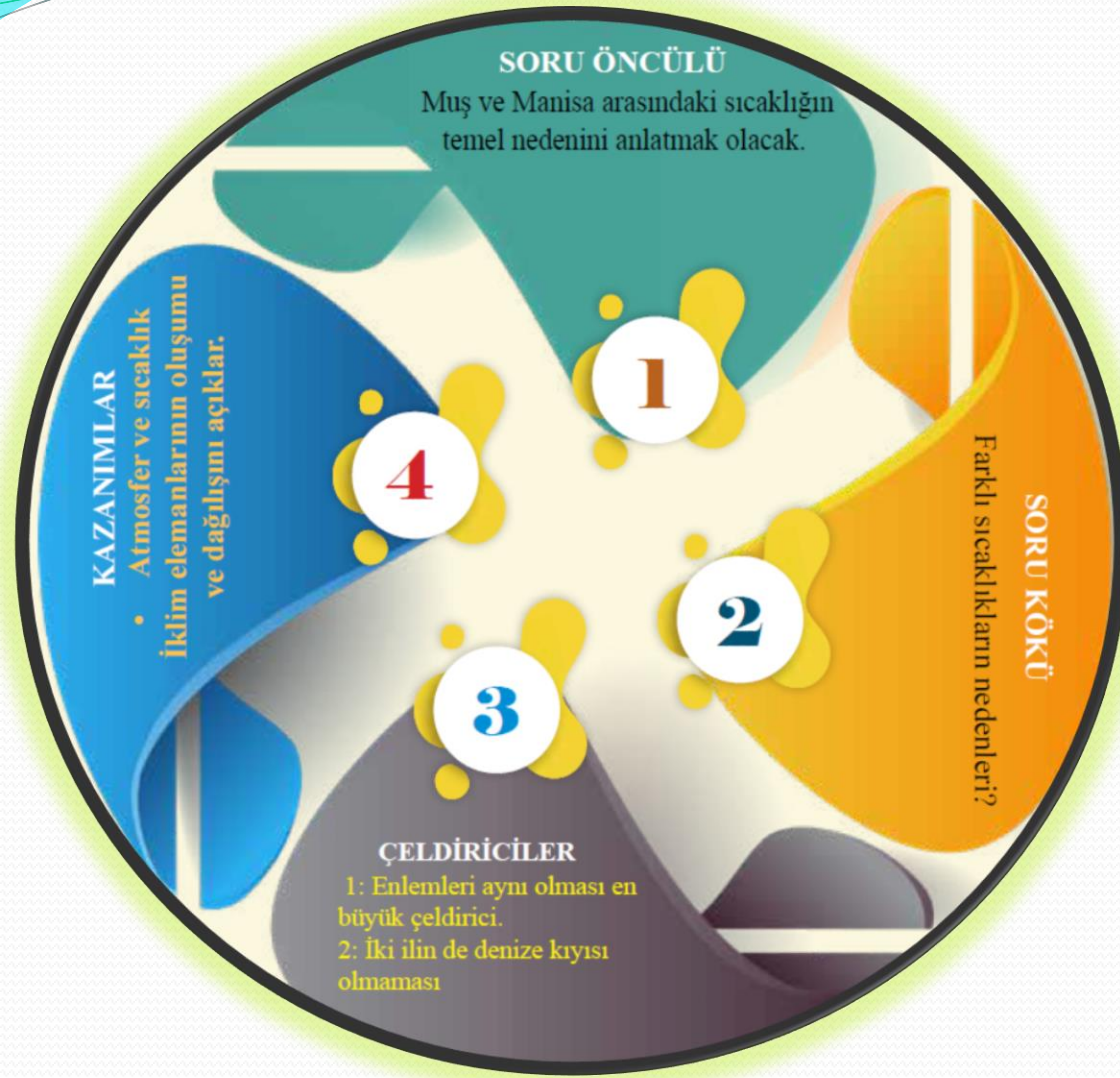 SORU ÖNCÜLÜ
Muş ve Manisa arasındaki sıcaklığın
temel nedenini anlatmak olacak.
1
SORU KÖKÜ
Farklı sıcaklıkların nedenleri?
2
3
ÇELDİRİCİLER
1: Enlemleri aynı olması en
büyük çeldirici.
2: İki ilin de denize kıyısı
olmaması
4
KAZANIMLAR
• Atmosfer ve sıcaklık
İklim elemanlarının oluşumu
ve dağılışını açıklar.